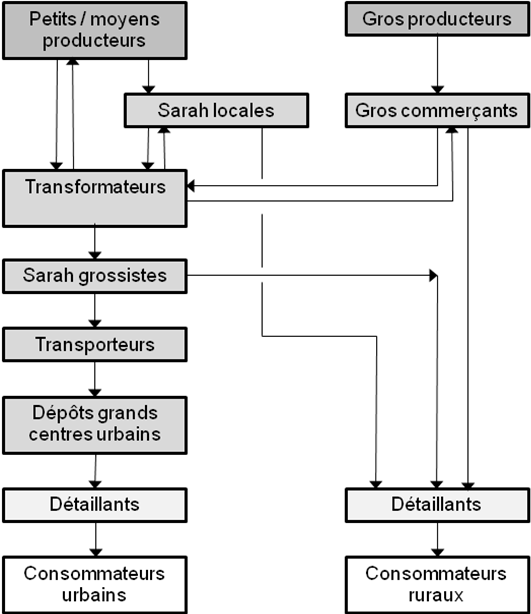 Petits / moyens
producteurs
Gros producteurs
Sarah locales
Gros commerçants
Transformateurs
Sarah grossistes
Transporteurs
Dépôts grands
centres urbains
Détaillants
Détaillants
Consommateurs
urbains
Consommateurs
ruraux